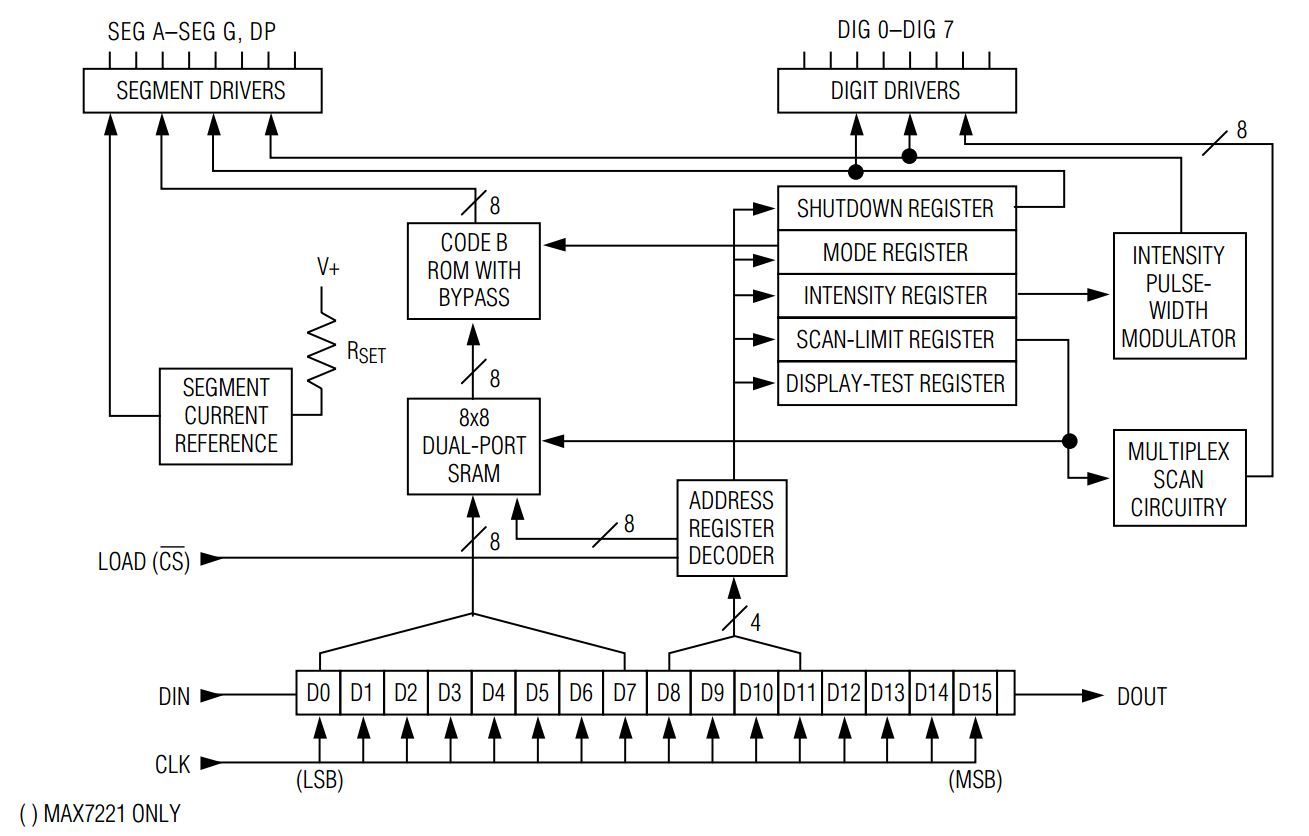 SEG A–SEG G, DP
DIG 0–DIG 7
SEGMENT DRIVERS
DIGIT DRIVERS
8
8
CODE B
ROM WITH
BYPASS
SHUTDOWN REGISTER
MODE REGISTER
INTENSITY REGISTER
SCAN-LIMIT REGISTER
DISPLAY-TEST REGISTER
INTENSITY
PULSE-
WIDTH
MODULATOR
V+
RSET
SEGMENT
CURRENT
REFERENCE
8
8x8
DUAL-PORT
SRAM
MULTIPLEX
SCAN
CIRCUITRY
ADDRESS
REGISTER
DECODER
8
8
LOAD (C̅S̅)
4
DIN
D0 D1 D2 D3 D4 D5 D6 D7 D8 D9 D10 D11 D12 D13 D14 D15
DOUT
CLK
(LSB)
(MSB)
( ) MAX7221 ONLY